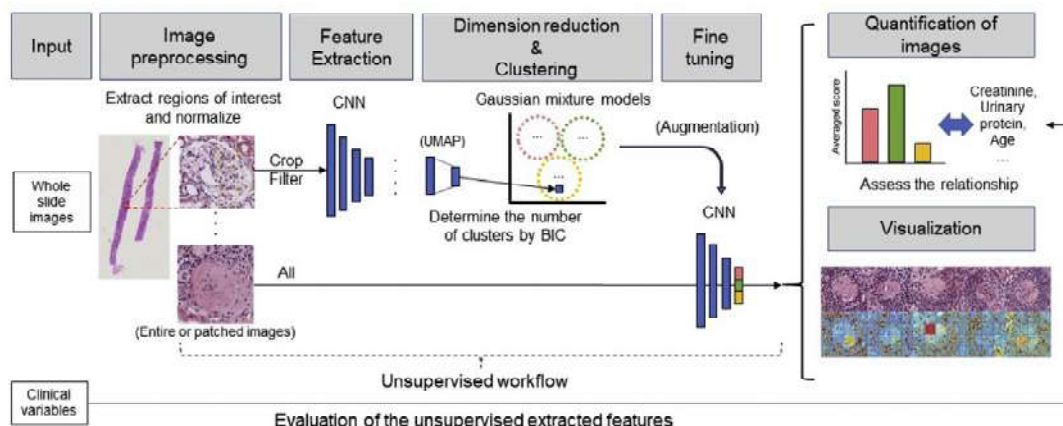 Input
Image
preprocessing
Feature
Extraction
Dimension reduction
&
Clustering
Fine
tuning
Quantification of
images
Extract regions of interest
and normalize
CNN
Gaussian mixture models
(UMAP)
(Augmentation)
Crop
Filter
Averaged score
Creatinine,
Urinary
protein,
Age
...
Assess the relationship
Whole
slide
images
Determine the number
of clusters by BIC
CNN
Visualization
All
(Entire or patched images)
Unsupervised workflow
Clinical
variables
Evaluation of the unsupervised extracted features